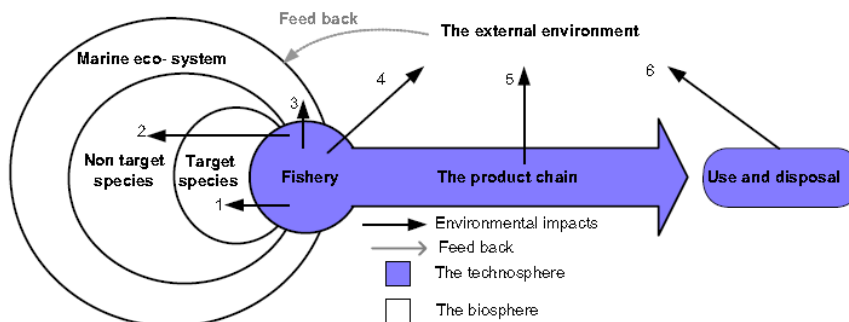 Feed back
The external environment
Marine eco- system
4
5
6
3
2
Non target
species
Target
species
Fishery
The product chain
Use and disposal
1
Environmental impacts
Feed back
The technosphere
The biosphere